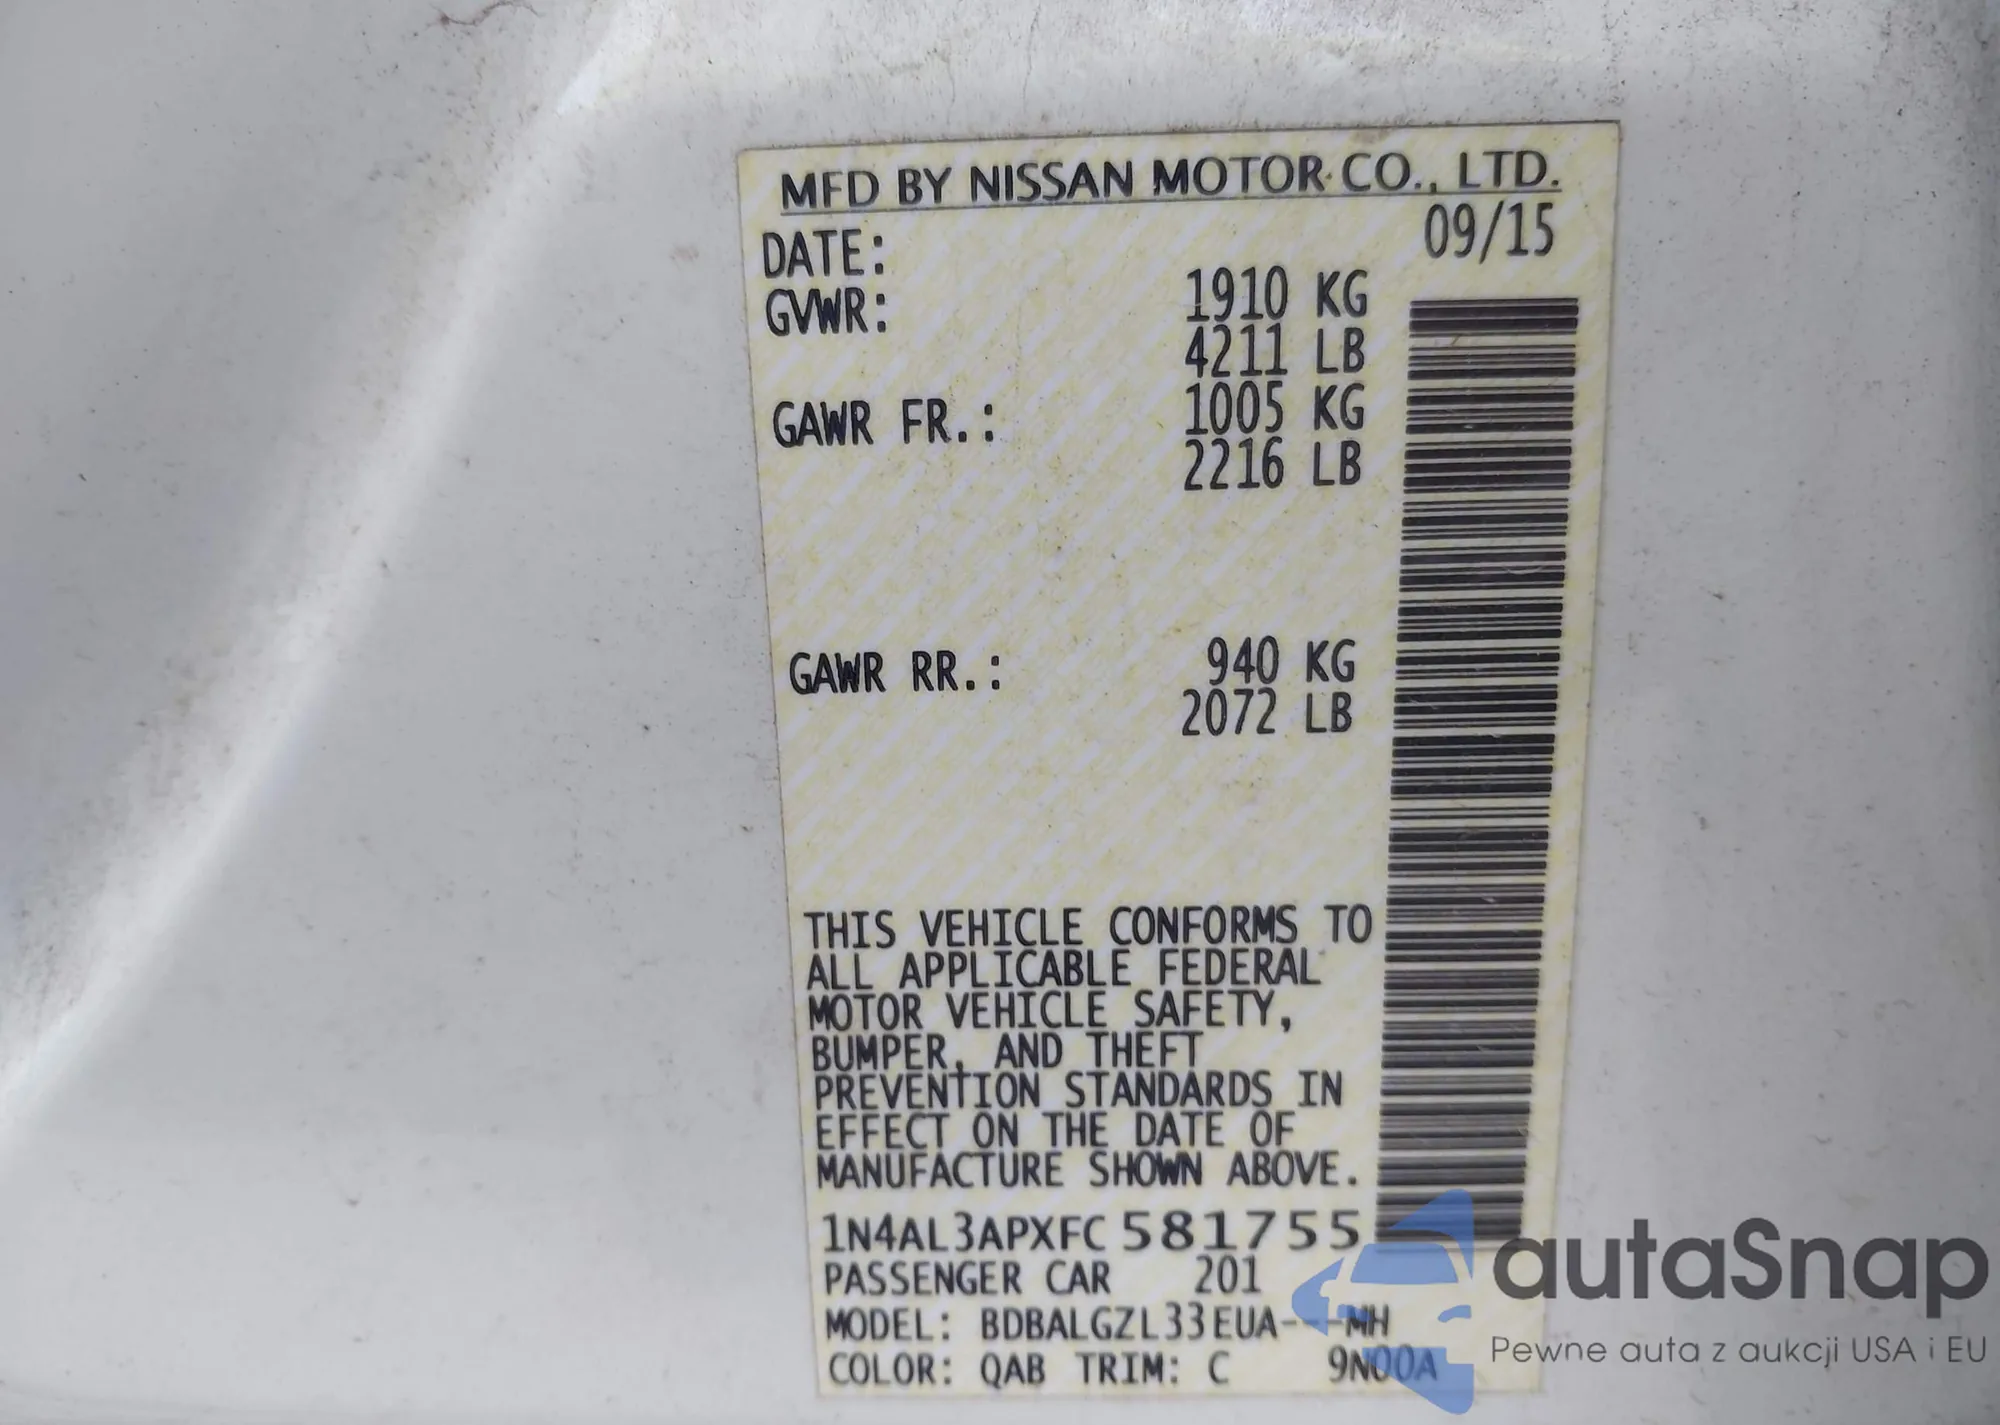 MFD BY NISSAN MOTOR CO., LTD.
DATE: 09/15
GVWR: 1910 KG
4211 LB
GAWR FR.: 1005 KG
2216 LB
GAWR RR.: 940 KG
2072 LB
THIS VEHICLE CONFORMS TO
ALL APPLICABLE FEDERAL
MOTOR VEHICLE SAFETY,
BUMPER, AND THEFT
PREVENTION STANDARDS IN
EFFECT ON THE DATE OF
MANUFACTURE SHOWN ABOVE.
1N4AL3APXFC581755
PASSENGER CAR 201
MODEL: BDBALGZL33EUA---MH
COLOR: QAB TRIM: C 9N00A
autaSnap
Pewne auta z aukcji USA i EU